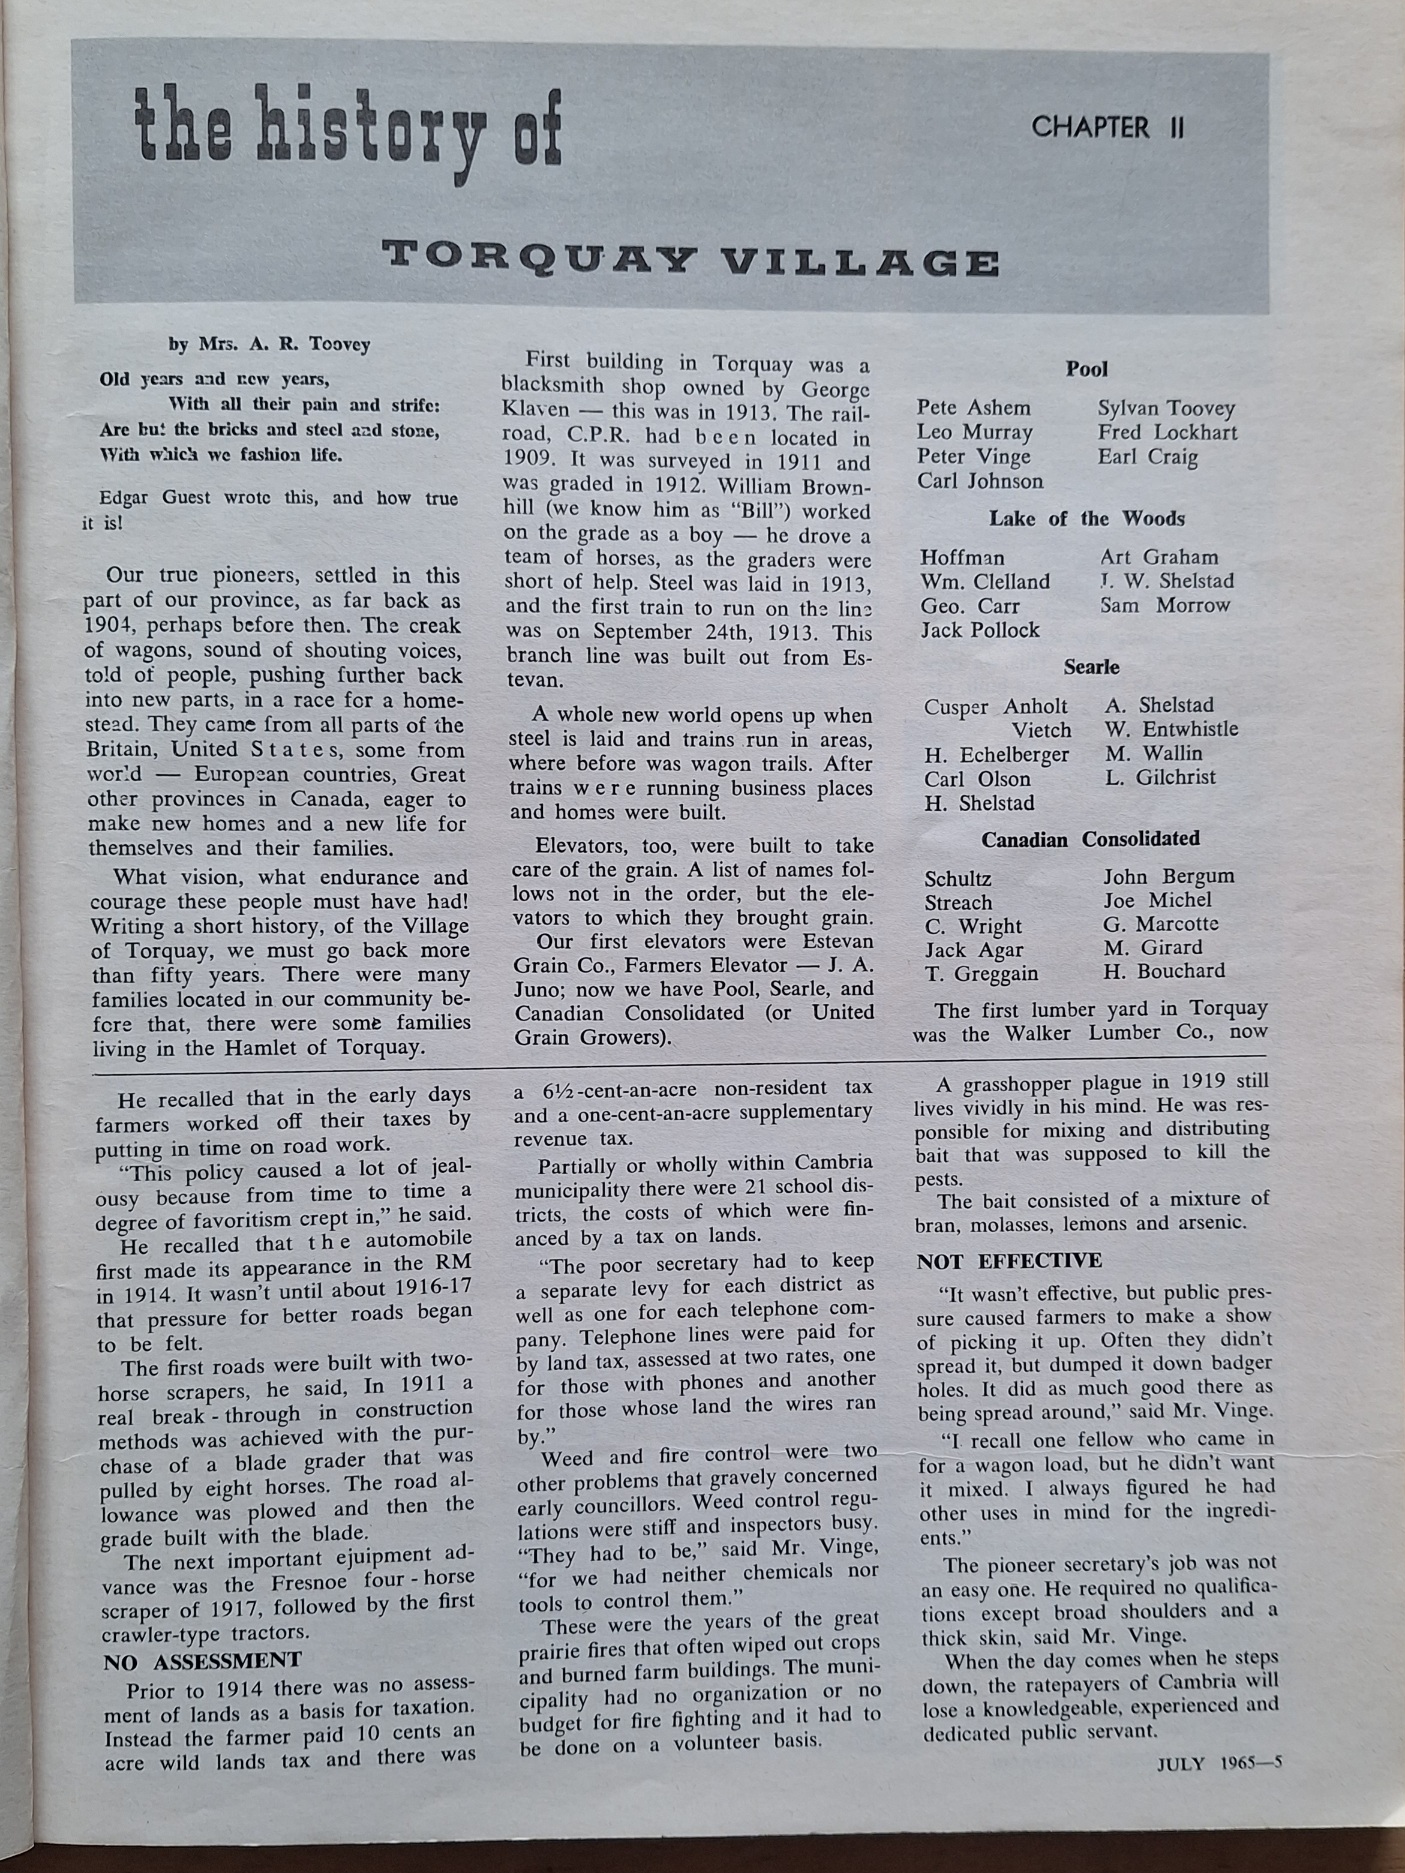 the history of
CHAPTER II
TORQUAY VILLAGE
by Mrs. A. R. Toovey
Old years and new years,
With all their pain and strife:
Are but the bricks and steel and stone,
With which we fashion life.
Edgar Guest wrote this, and how true
it is!
Our true pioneers, settled in this
part of our province, as far back as
1904, perhaps before then. The creak
of wagons, sound of shouting voices,
told of people, pushing further back
into new parts, in a race for a home-
stead. They came from all parts of the
Britain, United States, some from
world — European countries, Great
other provinces in Canada, eager to
make new homes and a new life for
themselves and their families.
What vision, what endurance and
courage these people must have had!
Writing a short history, of the Village
of Torquay, we must go back more
than fifty years. There were many
families located in our community be-
fore that, there were some families
living in the Hamlet of Torquay.
First building in Torquay was a
blacksmith shop owned by George
Klaven — this was in 1913. The rail-
road, C.P.R. had been located in
1909. It was surveyed in 1911 and
was graded in 1912. William Brown-
hill (we know him as "Bill") worked
on the grade as a boy — he drove a
team of horses, as the graders were
short of help. Steel was laid in 1913,
and the first train to run on the line
was on September 24th, 1913. This
branch line was built out from Es-
tevan.
A whole new world opens up when
steel is laid and trains run in areas,
where before was wagon trails. After
trains were running business places
and homes were built.
Elevators, too, were built to take
care of the grain. A list of names fol-
lows not in the order, but the ele-
vators to which they brought grain.
Our first elevators were Estevan
Grain Co., Farmers Elevator — J. A.
Juno; now we have Pool, Searle, and
Canadian Consolidated (or United
Grain Growers).
Pool
Pete Ashem Sylvan Toovey
Leo Murray Fred Lockhart
Peter Vinge Earl Craig
Carl Johnson
Lake of the Woods
Hoffman Art Graham
Wm. Clelland J. W. Shelstad
Geo. Carr Sam Morrow
Jack Pollock
Searle
Cusper Anholt A. Shelstad
Vietch W. Entwhistle
H. Echelberger M. Wallin
Carl Olson L. Gilchrist
H. Shelstad
Canadian Consolidated
Schultz John Bergum
Streach Joe Michel
C. Wright G. Marcotte
Jack Agar M. Girard
T. Greggain H. Bouchard
The first lumber yard in Torquay
was the Walker Lumber Co., now
He recalled that in the early days
farmers worked off their taxes by
putting in time on road work.
"This policy caused a lot of jeal-
ousy because from time to time a
degree of favoritism crept in," he said.
He recalled that the automobile
first made its appearance in the RM
in 1914. It wasn't until about 1916-17
that pressure for better roads began
to be felt.
The first roads were built with two-
horse scrapers, he said, In 1911 a
real break-through in construction
methods was achieved with the pur-
chase of a blade grader that was
pulled by eight horses. The road al-
lowance was plowed and then the
grade built with the blade.
The next important ejuipment ad-
vance was the Fresnoe four-horse
scraper of 1917, followed by the first
crawler-type tractors.
NO ASSESSMENT
Prior to 1914 there was no assess-
ment of lands as a basis for taxation.
Instead the farmer paid 10 cents an
acre wild lands tax and there was
a 6½-cent-an-acre non-resident tax
and a one-cent-an-acre supplementary
revenue tax.
Partially or wholly within Cambria
municipality there were 21 school dis-
tricts, the costs of which were fin-
anced by a tax on lands.
"The poor secretary had to keep
a separate levy for each district as
well as one for each telephone com-
pany. Telephone lines were paid for
by land tax, assessed at two rates, one
for those with phones and another
for those whose land the wires ran
by."
Weed and fire control were two
other problems that gravely concerned
early councillors. Weed control regu-
lations were stiff and inspectors busy.
"They had to be," said Mr. Vinge,
"for we had neither chemicals nor
tools to control them."
These were the years of the great
prairie fires that often wiped out crops
and burned farm buildings. The muni-
cipality had no organization or no
budget for fire fighting and it had to
be done on a volunteer basis.
A grasshopper plague in 1919 still
lives vividly in his mind. He was res-
ponsible for mixing and distributing
bait that was supposed to kill the
pests.
The bait consisted of a mixture of
bran, molasses, lemons and arsenic.
NOT EFFECTIVE
"It wasn't effective, but public pres-
sure caused farmers to make a show
of picking it up. Often they didn't
spread it, but dumped it down badger
holes. It did as much good there as
being spread around," said Mr. Vinge.
"I recall one fellow who came in
for a wagon load, but he didn't want
it mixed. I always figured he had
other uses in mind for the ingredi-
ents."
The pioneer secretary's job was not
an easy one. He required no qualifica-
tions except broad shoulders and a
thick skin, said Mr. Vinge.
When the day comes when he steps
down, the ratepayers of Cambria will
lose a knowledgeable, experienced and
dedicated public servant.
JULY 1965—5